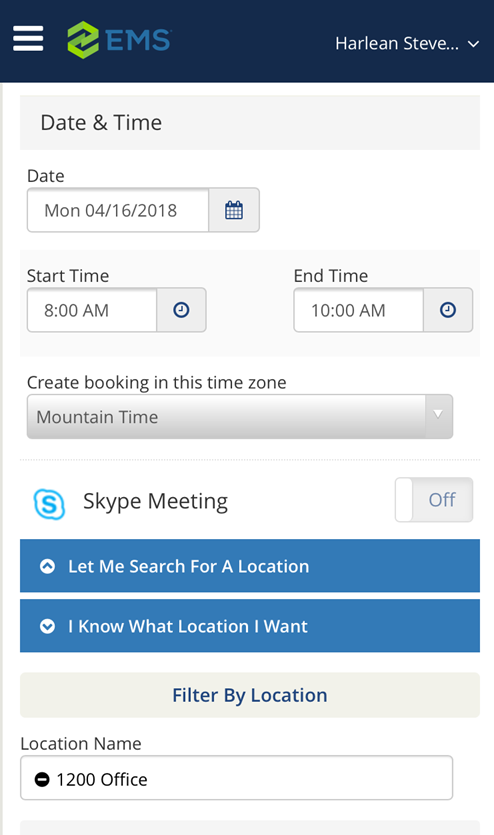 EMS
Harlean Steve...
Date & Time
Date
Mon 04/16/2018
Start Time End Time
8:00 AM 10:00 AM
Create booking in this time zone
Mountain Time
Skype Meeting Off
Let Me Search For A Location
I Know What Location I Want
Filter By Location
Location Name
1200 Office